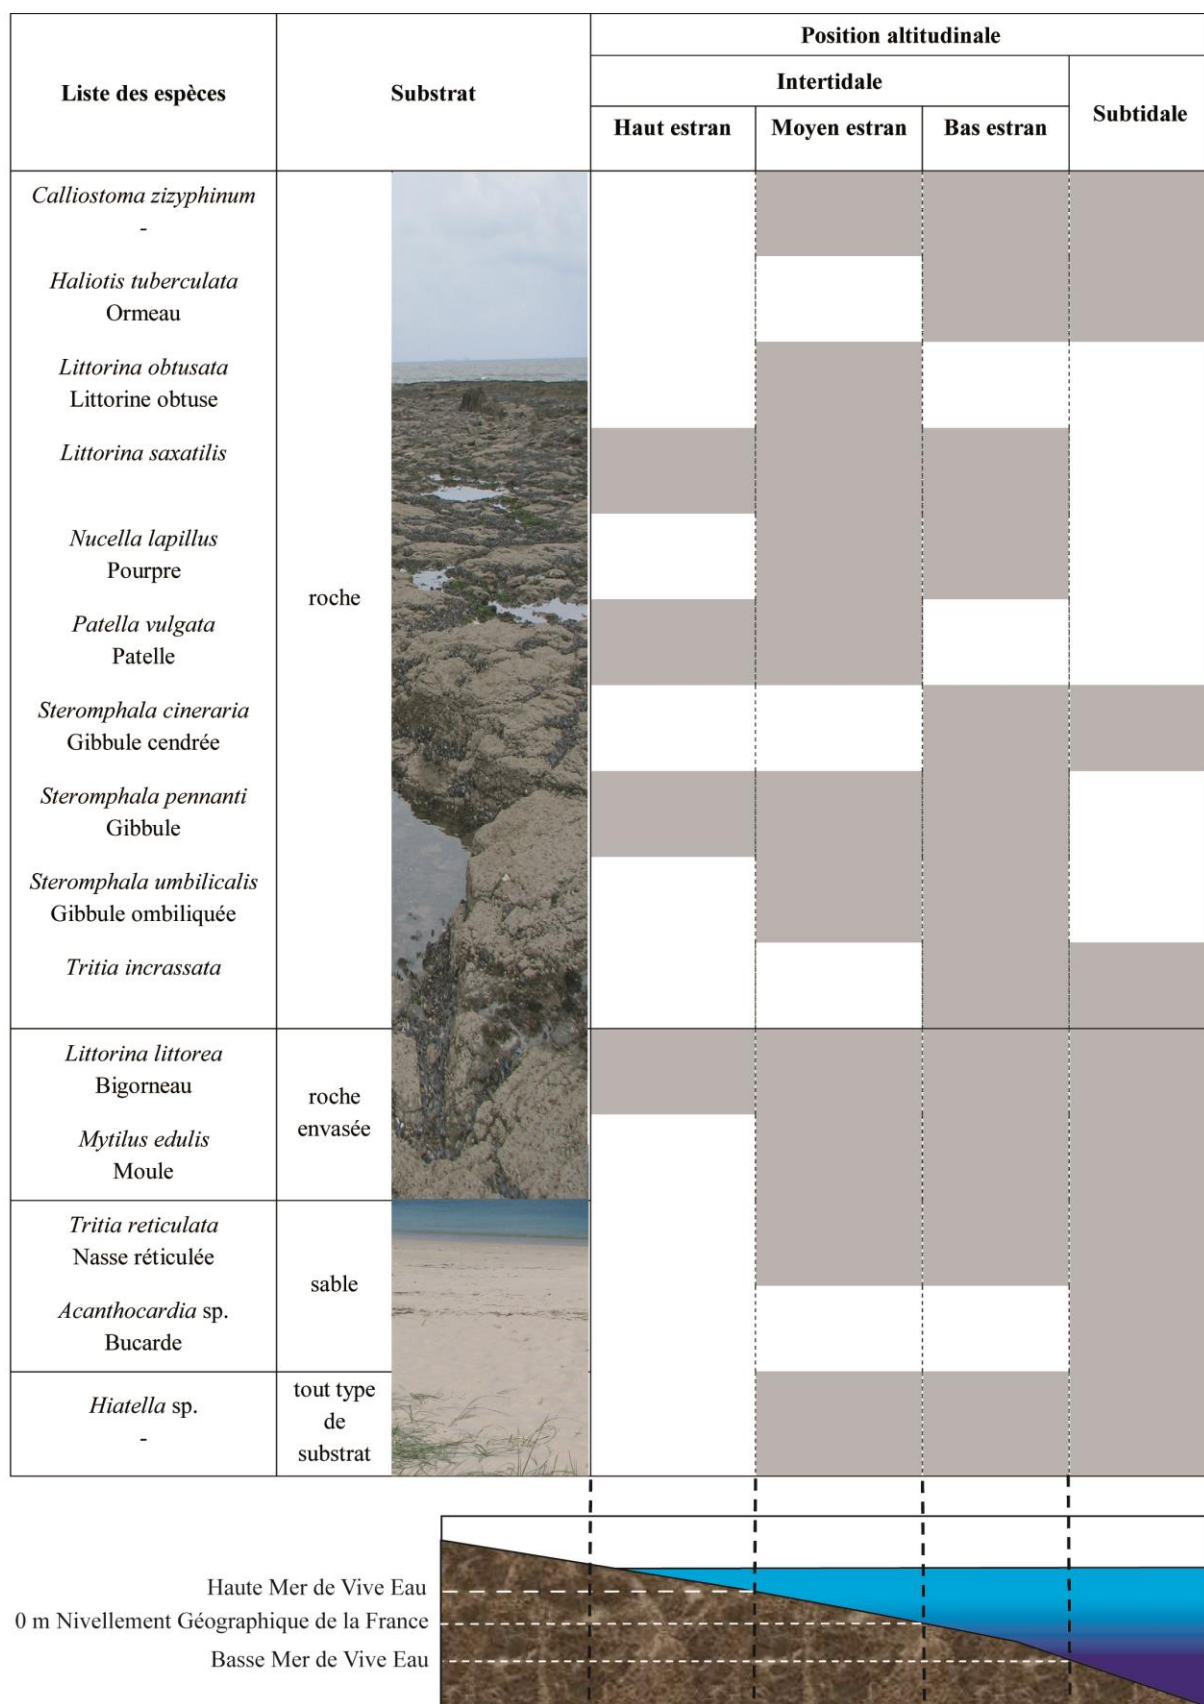 Liste des espèces
Substrat
Position altitudinale
Intertidale
Subtidale
Haut estran
Moyen estran
Bas estran
Calliostoma zizyphinum
-
Haliotis tuberculata
Ormeau
Littorina obtusata
Littorine obtuse
Littorina saxatilis
Nucella lapillus
Pourpre
Patella vulgata
Patelle
Steromphala cineraria
Gibbule cendrée
Steromphala pennanti
Gibbule
Steromphala umbilicalis
Gibbule ombiliquée
Tritia incrassata
roche
Littorina littorea
Bigorneau
Mytilus edulis
Moule
roche
envasée
Tritia reticulata
Nasse réticulée
Acanthocardia sp.
Bucarde
sable
Hiatella sp.
-
tout type
de
substrat
Haute Mer de Vive Eau
0 m Nivellement Géographique de la France
Basse Mer de Vive Eau